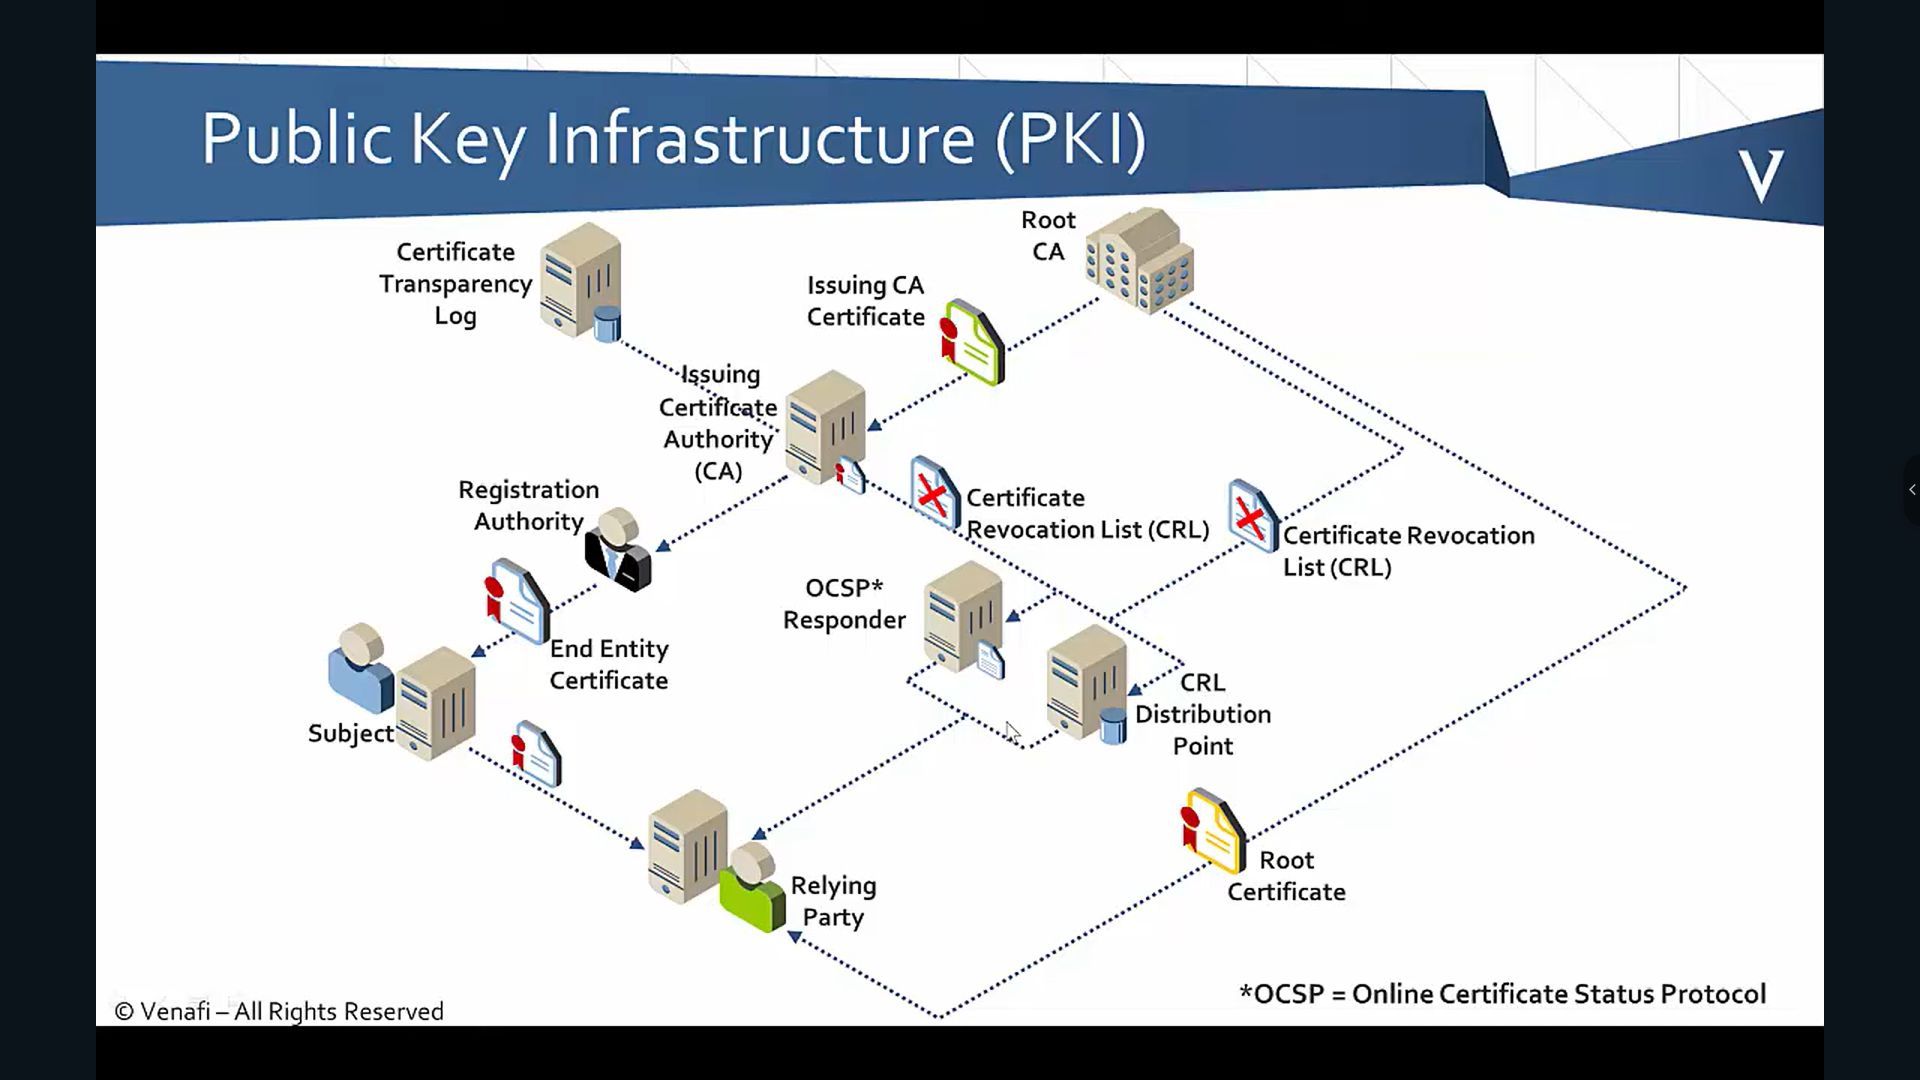 Public Key Infrastructure (PKI)
V
Root
CA
Certificate
Transparency
Log
Issuing CA
Certificate
Issuing
Certificate
Authority
(CA)
Registration
Authority
Certificate
Revocation List (CRL)
Certificate Revocation
List (CRL)
OCSP*
Responder
End Entity
Certificate
Subject
CRL
Distribution
Point
Relying
Party
Root
Certificate
*OCSP = Online Certificate Status Protocol
© Venafi – All Rights Reserved